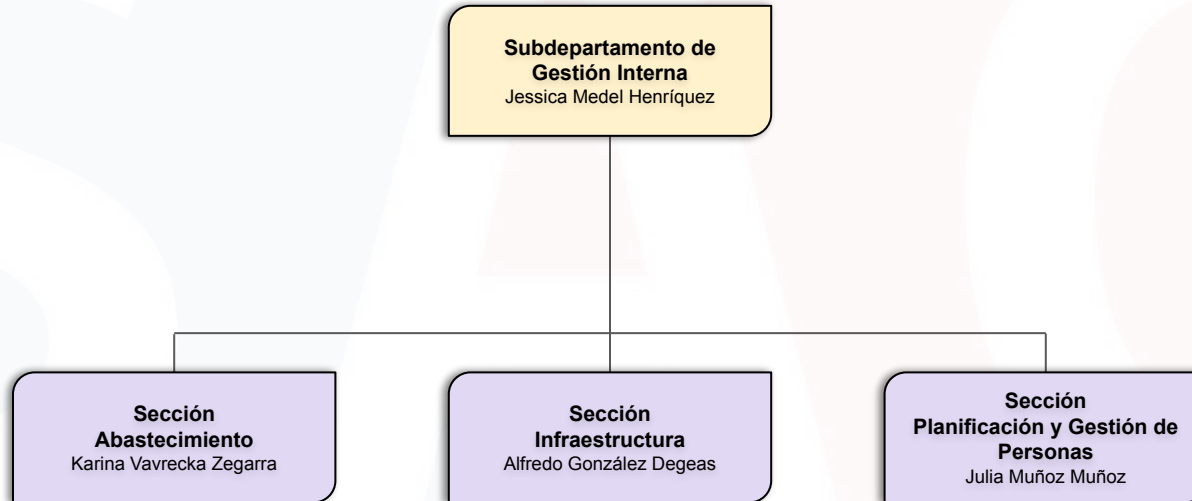 Subdepartamento de
Gestión Interna
Jessica Medel Henríquez
Sección
Abastecimiento
Karina Vavrecka Zegarra
Sección
Infraestructura
Alfredo González Degeas
Sección
Planificación y Gestión de
Personas
Julia Muñoz Muñoz